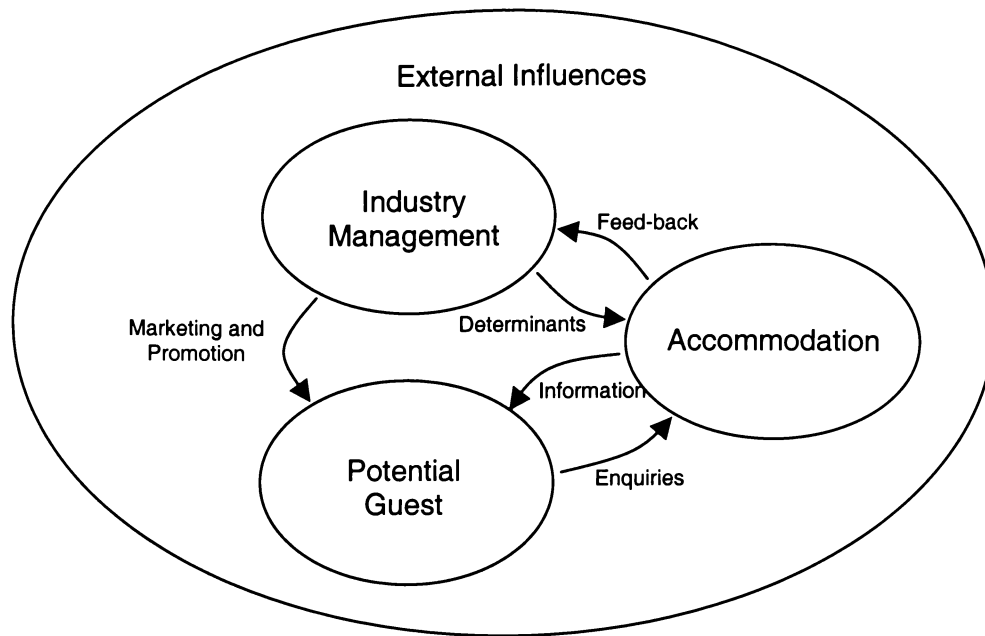 External Influences
Industry
Management
Feed-back
Determinants
Marketing and
Promotion
Accommodation
Information
Potential
Guest
Enquiries